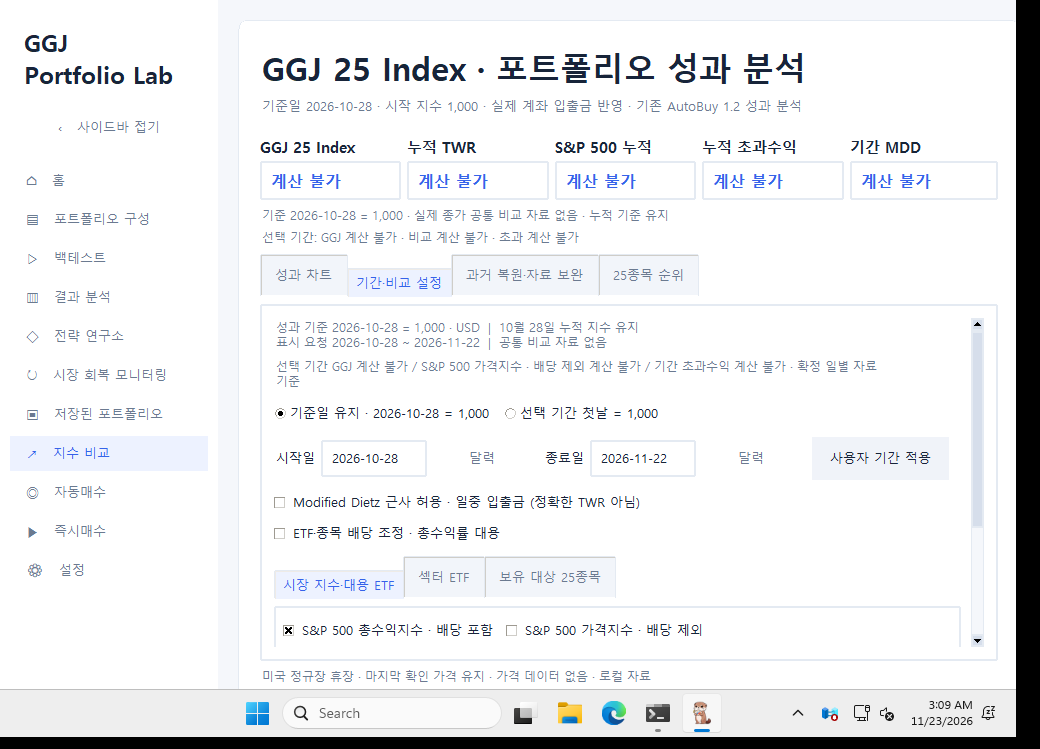 GGJ
Portfolio Lab
‹ 사이드바 접기
홈
포트폴리오 구성
백테스트
결과 분석
전략 연구소
시장 회복 모니터링
저장된 포트폴리오
지수 비교
자동매수
즉시매수
설정
GGJ 25 Index · 포트폴리오 성과 분석
기준일 2026-10-28 · 시작 지수 1,000 · 실제 계좌 입출금 반영 · 기존 AutoBuy 1.2 성과 분석
GGJ 25 Index 누적 TWR S&P 500 누적 누적 초과수익 기간 MDD
계산 불가 계산 불가 계산 불가 계산 불가 계산 불가
기준 2026-10-28 = 1,000 · 실제 종가 공통 비교 자료 없음 · 누적 기준 유지
선택 기간: GGJ 계산 불가 · 비교 계산 불가 · 초과 계산 불가
성과 차트 기간·비교 설정 과거 복원·자료 보완 25종목 순위
성과 기준 2026-10-28 = 1,000 · USD | 10월 28일 누적 지수 유지
표시 요청 2026-10-28 ~ 2026-11-22 | 공통 비교 자료 없음
선택 기간 GGJ 계산 불가 / S&P 500 가격지수 · 배당 제외 계산 불가 / 기간 초과수익 계산 불가 · 확정 일별 자료
기준
기준일 유지 · 2026-10-28 = 1,000 선택 기간 첫날 = 1,000
시작일 2026-10-28 달력 종료일 2026-11-22 달력 사용자 기간 적용
Modified Dietz 근사 허용 · 일중 입출금 (정확한 TWR 아님)
ETF·종목 배당 조정 · 총수익률 대용
시장 지수·대용 ETF 섹터 ETF 보유 대상 25종목
S&P 500 총수익지수 · 배당 포함 S&P 500 가격지수 · 배당 제외
미국 정규장 휴장 · 마지막 확인 가격 유지 · 가격 데이터 없음 · 로컬 자료
Search
3:09 AM
11/23/2026